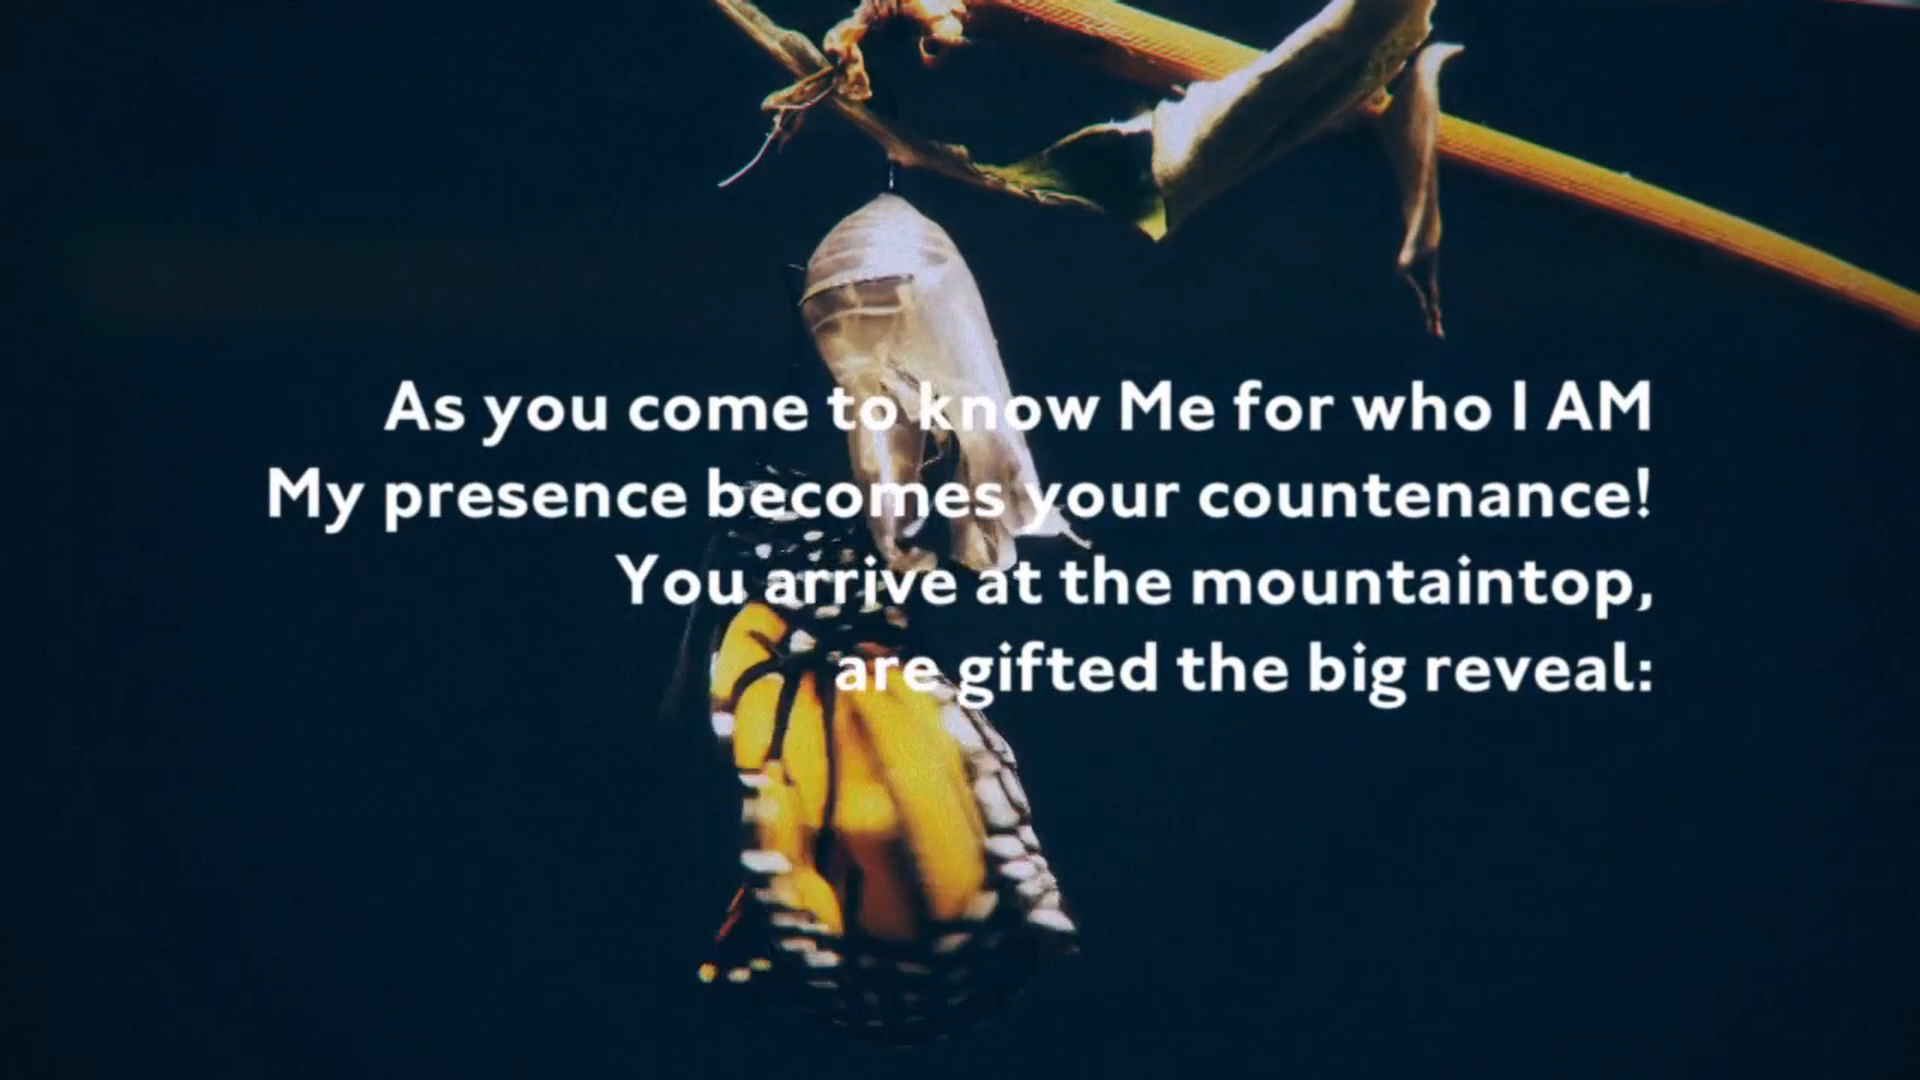 As you come to know Me for who I AM
My presence becomes your countenance!
You arrive at the mountaintop,
are gifted the big reveal: